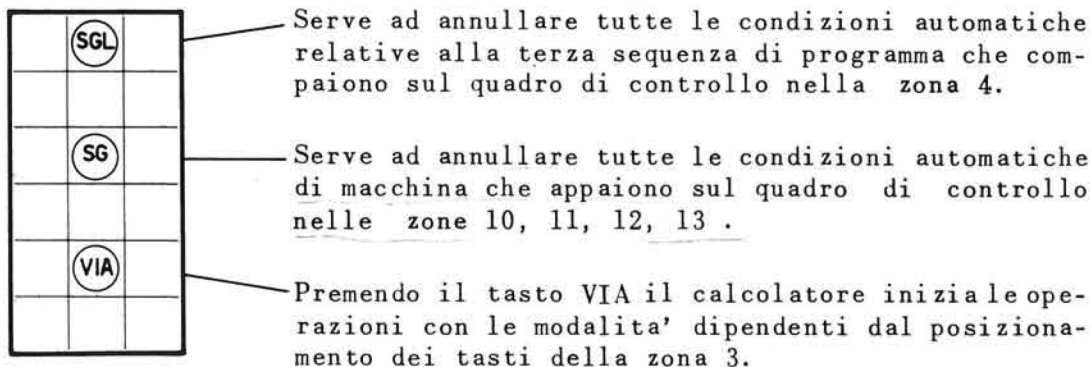 SGL
Serve ad annullare tutte le condizioni automatiche
relative alla terza sequenza di programma che com-
paiono sul quadro di controllo nella zona 4.
SG
Serve ad annullare tutte le condizioni automatiche
di macchina che appaiono sul quadro di controllo
nelle zone 10, 11, 12, 13 .
VIA
Premendo il tasto VIA il calcolatore inizia le ope-
razioni con le modalita' dipendenti dal posiziona-
mento dei tasti della zona 3.